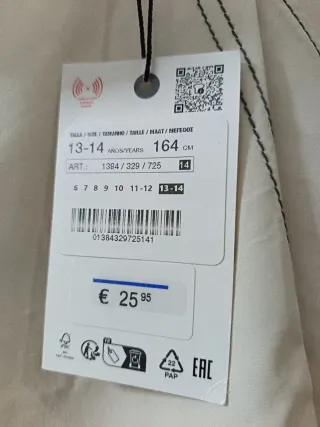 TALLA / SIZE / TAMANHO / TAILLE / MAAT / ΜΕΓΕΘΟΣ
13-14 AÑOS/YEARS 164 CM
ART.: 1384 / 329 / 725 14
6 7 8 9 10 11-12 13-14
01384329725141
€ 25.95
22
PAP
EAC